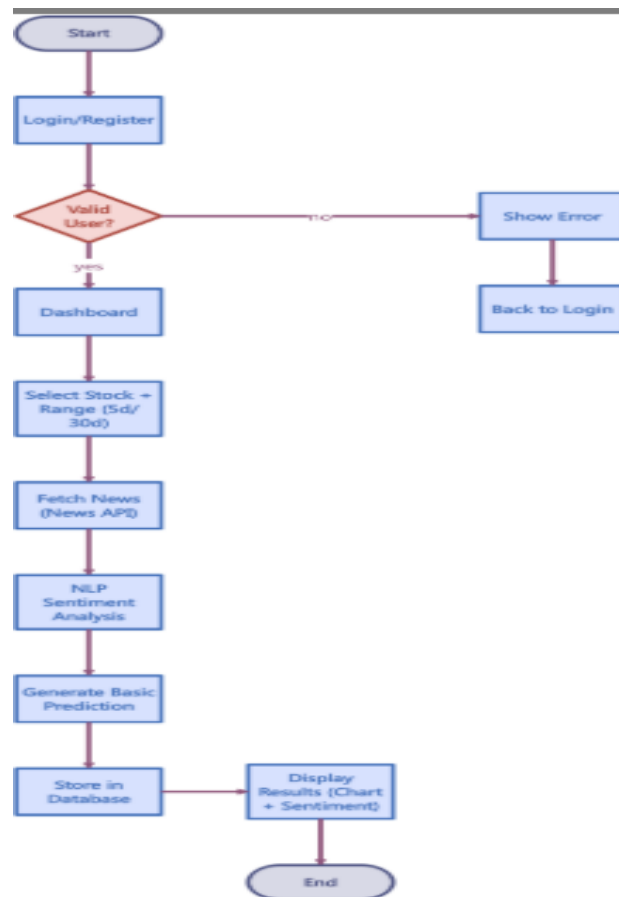 Start
Login/Register
Valid
User?
no
Show Error
yes
Back to Login
Dashboard
Select Stock +
Range (5d/
30d)
Fetch News
(News API)
NLP
Sentiment
Analysis
Generate Basic
Prediction
Store in
Database
Display
Results (Chart
+ Sentiment)
End